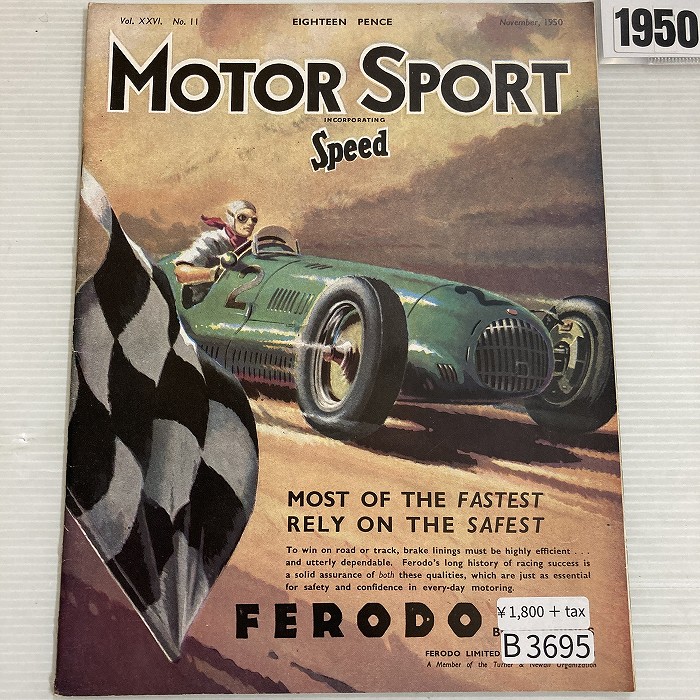 1950
Vol. XXVI. No. 11 EIGHTEEN PENCE November, 1950
MOTOR SPORT
INCORPORATING
Speed
2 2
MOST OF THE FASTEST
RELY ON THE SAFEST
To win on road or track, brake linings must be highly efficient . . .
and utterly dependable. Ferodo's long history of racing success is
a solid assurance of both these qualities, which are just as essential
for safety and confidence in every-day motoring.
FERODO
¥1,800 + tax
B 3695
FERODO LIMITED
A Member of the Turner & Newall Organisation